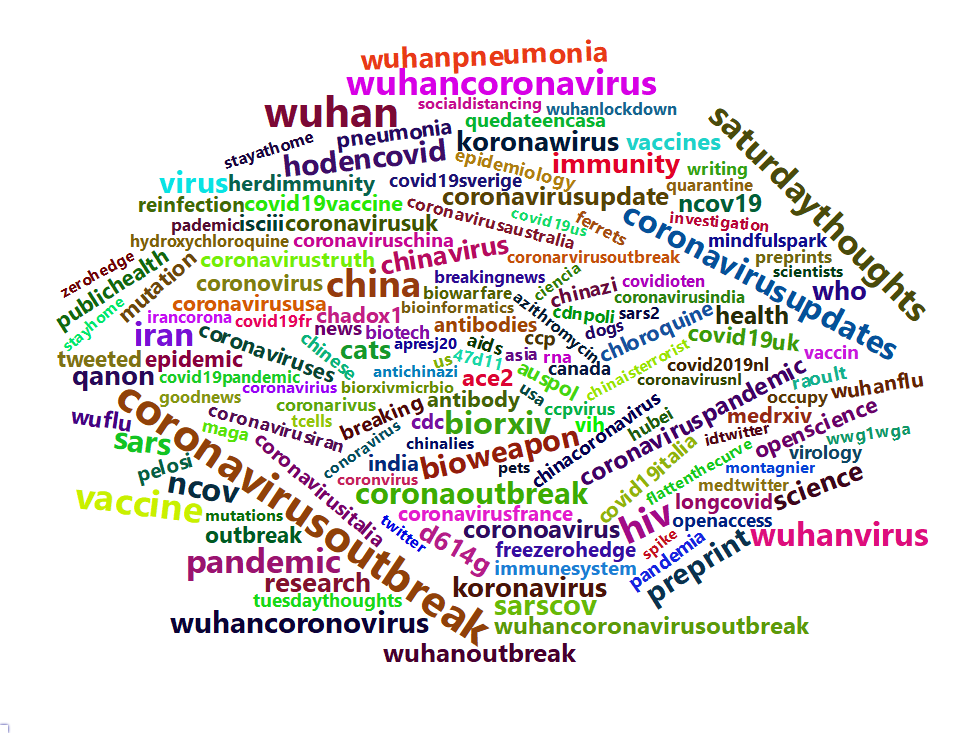 wuhanpneumonia
wuhancoronavirus
wuhan
socialdistancing
wuhanlockdown
saturdaythoughts
quedateencasa
pneumonia
koronawirus
vaccines
stayathome
hodencovid
epidemiology
immunity
writing
virus
herdimmunity
covid19sverige
quarantine
reinfection
covid19vaccine
coronavirusupdate
ncov19
pademic
isciii
coronavirusuk
coronavirusaustralia
covid19us
ferrets
coronavirusupdates
investigation
hydroxychloroquine
coronaviruschina
mindfulspark
zerohedge
publichealth
mutation
coronavirustruth
chinavirus
coronarvirusoutbreak
preprints
scientists
coronovirus
china
breakingnews
ciencia
covidioten
who
stayhome
coronavirususa
biowarfare
chinazi
coronavirusindia
irancorona
covid19fr
chadox1
bioinformatics
azithromycin
cdnpoli
sars2
health
iran
coronaviruses
news
biotech
antibodies
dogs
chloroquine
covid19uk
chinese
cats
apresj20
aids
ccp
tweeted
epidemic
us
47d11
asia
rna
canada
chinaisterrorist
covid2019nl
vaccin
qanon
covid19pandemic
antichinazi
ace2
auspol
coronavirusnl
raoult
goodnews
coronavirius
biorxivmicrbio
usa
occupy
wuhanflu
coronavirusoutbreak
coronarivus
antibody
ccpvirus
chinacoronavirus
coronaviruspandemic
wuflu
coronavirusiran
tcells
breaking
cdc
biorxiv
vih
hubei
medrxiv
maga
conoravirus
chinalies
idtwitter
openscience
wwg1wga
sars
coronavirusitalia
india
bioweapon
pets
covid19italia
flattenthecurve
virology
pelosi
coronvirus
montagnier
ncov
coronaoutbreak
medtwitter
science
vaccine
mutations
twitter
coronavirusfrance
hiv
longcovid
outbreak
d614g
coronoavirus
openaccess
wuhanvirus
pandemic
freezerohedge
spike
pandemia
preprint
research
immunesystem
koronavirus
tuesdaythoughts
sarscov
wuhancoronovirus
wuhancoronavirusoutbreak
wuhanoutbreak